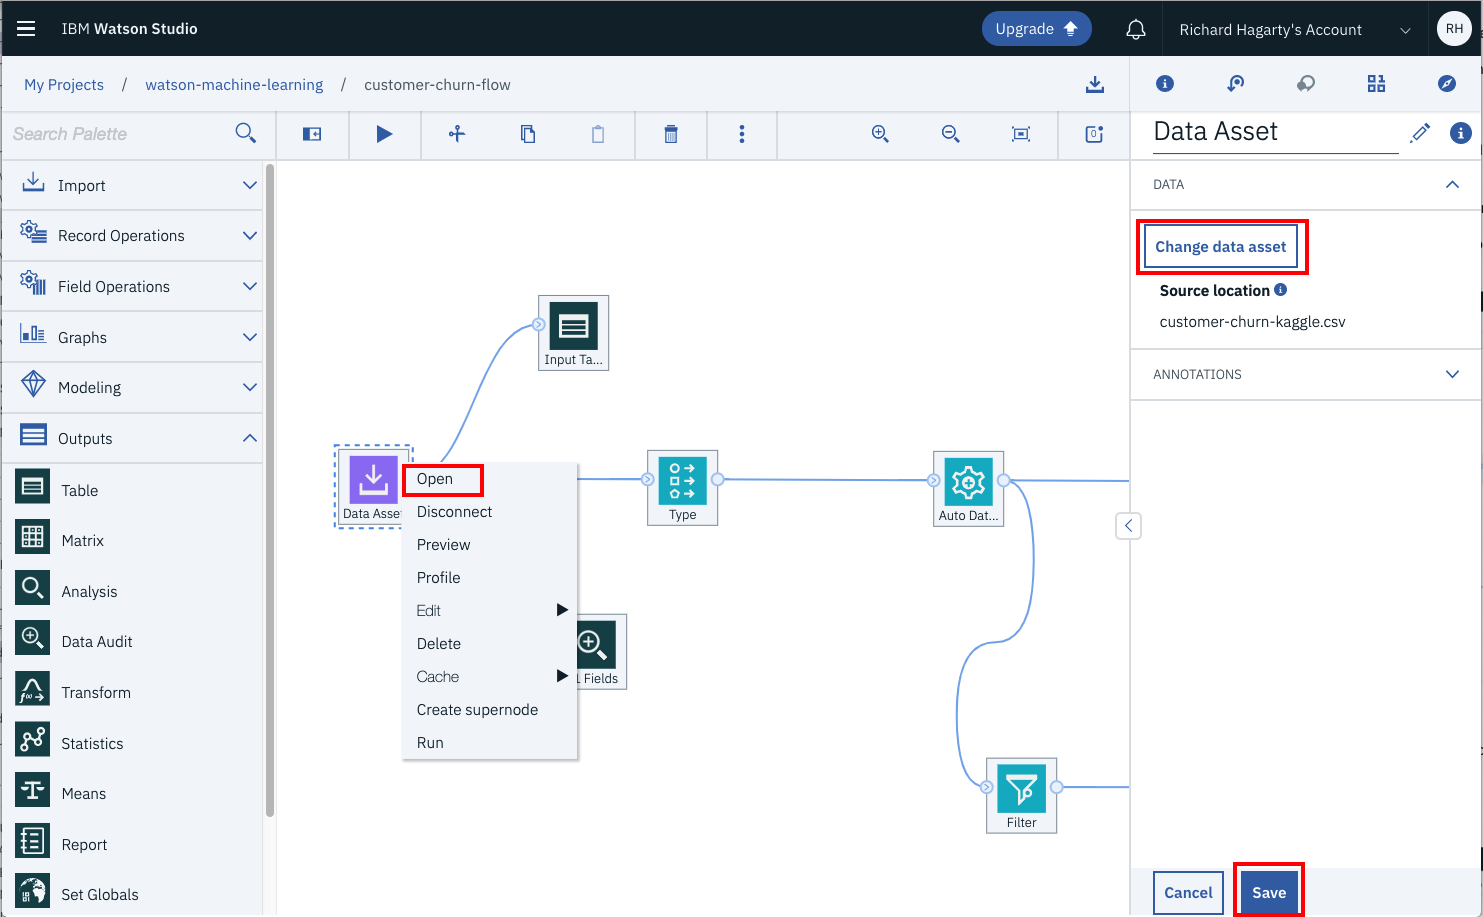 IBM Watson Studio
Upgrade
Richard Hagarty's Account
RH
My Projects / watson-machine-learning / customer-churn-flow
Search Palette
Data Asset
Import
Record Operations
Field Operations
Graphs
Modeling
Outputs
Table
Matrix
Analysis
Data Audit
Transform
Statistics
Means
Report
Set Globals
Input Ta...
Data Asse
Type
Auto Dat...
1 Fields
Filter
Open
Disconnect
Preview
Profile
Edit
Delete
Cache
Create supernode
Run
DATA
Change data asset
Source location
customer-churn-kaggle.csv
ANNOTATIONS
Cancel
Save